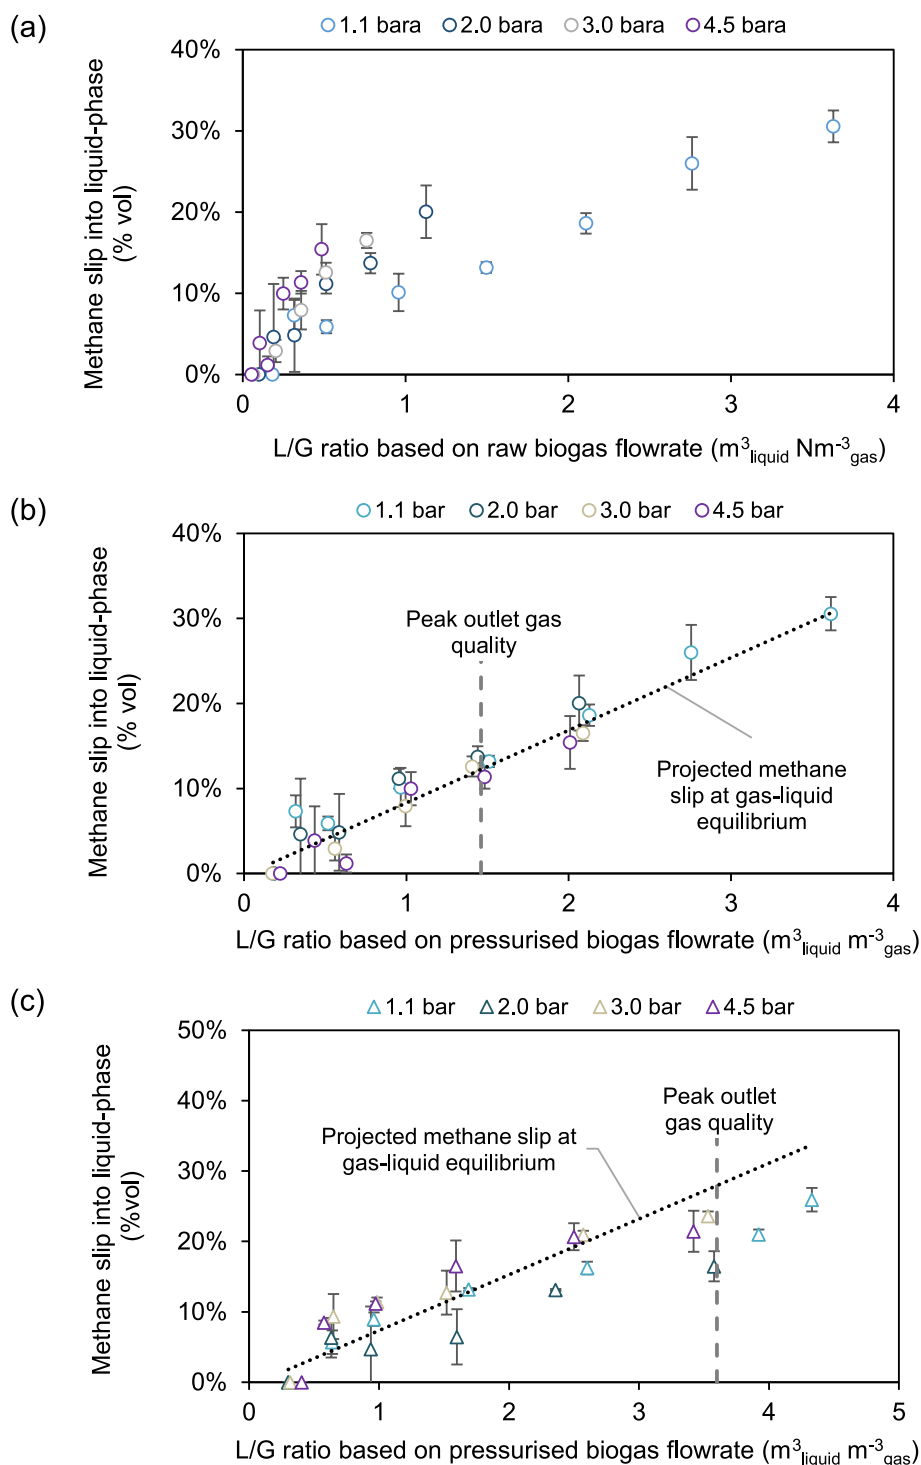 (a)
1.1 bara 2.0 bara 3.0 bara 4.5 bara
Methane slip into liquid-phase
(% vol)
40%
30%
20%
10%
0%
0 1 2 3 4
L/G ratio based on raw biogas flowrate (m³liquid Nm⁻³gas)
(b)
1.1 bar 2.0 bar 3.0 bar 4.5 bar
Methane slip into liquid-phase
(% vol)
40%
30%
20%
10%
0%
Peak outlet gas
quality
Projected methane
slip at gas-liquid
equilibrium
0 1 2 3 4
L/G ratio based on pressurised biogas flowrate (m³liquid m⁻³gas)
(c)
1.1 bar 2.0 bar 3.0 bar 4.5 bar
Methane slip into liquid-phase
(%vol)
50%
40%
30%
20%
10%
0%
Peak outlet
gas quality
Projected methane slip at
gas-liquid equilibrium
0 1 2 3 4 5
L/G ratio based on pressurised biogas flowrate (m³liquid m⁻³gas)